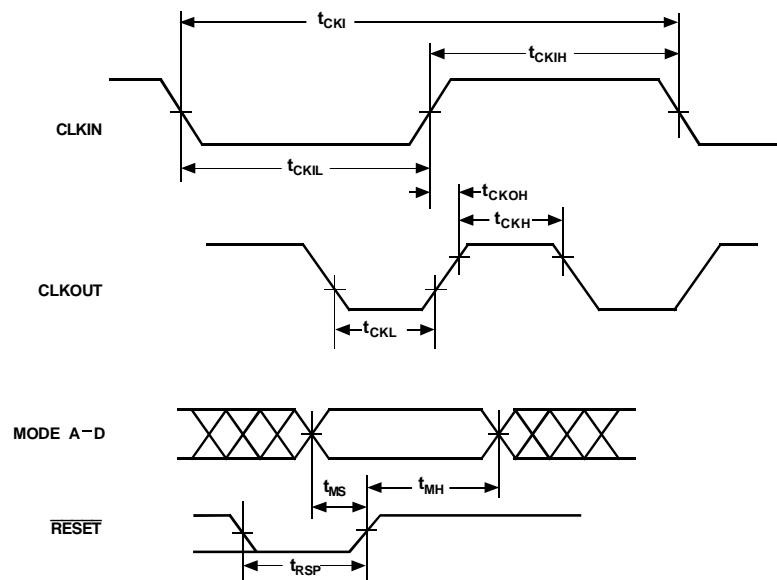 tCKI
tCKIH
CLKIN
tCKIL
tCKOH
tCKH
CLKOUT
tCKL
MODE A–D
tMS
tMH
RESET
tRSP